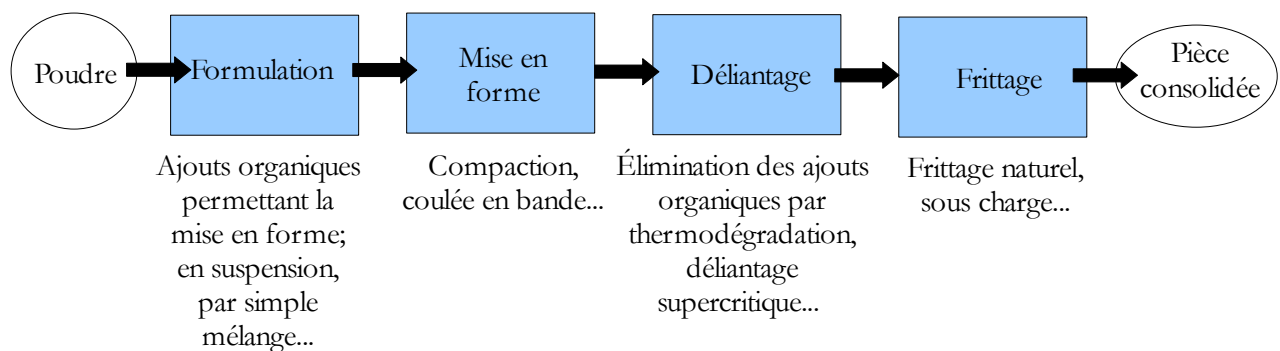 Poudre
Formulation
Mise en
forme
Déliantage
Frittage
Pièce
consolidée
Ajouts organiques
permettant la
mise en forme;
en suspension,
par simple
mélange...
Compaction,
coulée en bande...
Élimination des ajouts
organiques par
thermodégradation,
déliantage
supercritique...
Frittage naturel,
sous charge...